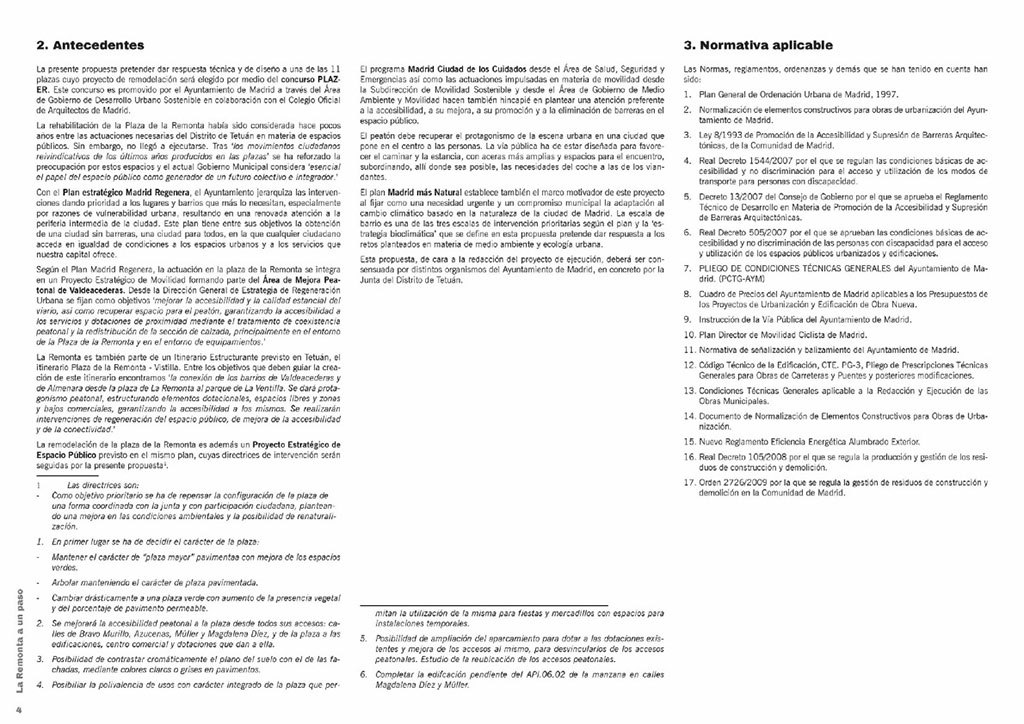 2. Antecedentes
La presente propuesta pretender dar respuesta técnica y de diseño a una de las 11
plazas cuyo proyecto de remodelación será elegido por medio del concurso PLAZ-
ER. Este concurso es promovido por el Ayuntamiento de Madrid a través del Área
de Gobierno de Desarrollo Urbano Sostenible en colaboración con el Colegio Oficial
de Arquitectos de Madrid.
La rehabilitación de la Plaza de la Remonta había sido considerada hace pocos
años entre las actuaciones necesarias del Distrito de Tetuán en materia de espacios
públicos. Sin embargo, no llegó a ejecutarse. Tras 'los movimientos ciudadanos
reivindicativos de los últimos años producidos en las plazas' se ha reforzado la
preocupación por estos espacios y el actual Gobierno Municipal considera 'esencial
el papel del espacio público como generador de un futuro colectivo e integrador.'
Con el Plan estratégico Madrid Regenera, el Ayuntamiento jerarquiza las interven-
ciones dando prioridad a los lugares y barrios que más lo necesitan, especialmente
por razones de vulnerabilidad urbana, resultando en una renovada atención a la
periferia intermedia de la ciudad. Este plan tiene entre sus objetivos la obtención
de una ciudad sin barreras, una ciudad para todos, en la que cualquier ciudadano
acceda en igualdad de condiciones a los espacios urbanos y a los servicios que
nuestra capital ofrece.
Según el Plan Madrid Regenera, la actuación en la plaza de la Remonta se integra
en un Proyecto Estratégico de Movilidad formando parte del Área de Mejora Pea-
tonal de Valdeacederas. Desde la Dirección General de Estrategia de Regeneración
Urbana se fijan como objetivos 'mejorar la accesibilidad y la calidad estancial del
viario, así como recuperar espacio para el peatón, garantizando la accesibilidad a
los servicios y dotaciones de proximidad mediante el tratamiento de coexistencia
peatonal y la redistribución de la sección de calzada, principalmente en el entorno
de la Plaza de la Remonta y en el entorno de equipamientos.'
La Remonta es también parte de un Itinerario Estructurante previsto en Tetuán, el
itinerario Plaza de la Remonta - Vistilla. Entre los objetivos que deben guiar la crea-
ción de este itinerario encontramos 'la conexión de los barrios de Valdeacederas y
de Almenara desde la plaza de La Remonta al parque de La Ventilla. Se dará prota-
gonismo peatonal, estructurando elementos dotacionales, espacios libres y zonas
y bajos comerciales, garantizando la accesibilidad a los mismos. Se realizarán
intervenciones de regeneración del espacio público, de mejora de la accesibilidad
y de la conectividad.'
La remodelación de la plaza de la Remonta es además un Proyecto Estratégico de
Espacio Público previsto en el mismo plan, cuyas directrices de intervención serán
seguidas por la presente propuesta¹.
1 Las directrices son:
- Como objetivo prioritario se ha de repensar la configuración de la plaza de
una forma coordinada con la junta y con participación ciudadana, plantean-
do una mejora en las condiciones ambientales y la posibilidad de renaturali-
zación.
1. En primer lugar se ha de decidir el carácter de la plaza:
- Mantener el carácter de "plaza mayor" pavimentaa con mejora de los espacios
verdes.
- Arbolar manteniendo el carácter de plaza pavimentada.
- Cambiar drásticamente a una plaza verde con aumento de la presencia vegetal
y del porcentaje de pavimento permeable.
2. Se mejorará la accesibilidad peatonal a la plaza desde todos sus accesos: ca-
lles de Bravo Murillo, Azucenas, Müller y Magdalena Díez, y de la plaza a las
edificaciones, centro comercial y dotaciones que dan a ella.
3. Posibilidad de contrastar cromáticamente el plano del suelo con el de las fa-
chadas, mediante colores claros o grises en pavimentos.
4. Posibiliar la polivalencia de usos con carácter integrado de la plaza que per-
El programa Madrid Ciudad de los Cuidados desde el Área de Salud, Seguridad y
Emergencias así como las actuaciones impulsadas en materia de movilidad desde
la Subdirección de Movilidad Sostenible y desde el Área de Gobierno de Medio
Ambiente y Movilidad hacen también hincapié en plantear una atención preferente
a la accesibilidad, a su mejora, a su promoción y a la eliminación de barreras en el
espacio público.
El peatón debe recuperar el protagonismo de la escena urbana en una ciudad que
pone en el centro a las personas. La vía pública ha de estar diseñada para favore-
cer el caminar y la estancia, con aceras más amplias y espacios para el encuentro,
subordinando, allí donde sea posible, las necesidades del coche a las de los vian-
dantes.
El plan Madrid más Natural establece también el marco motivador de este proyecto
al fijar como una necesidad urgente y un compromiso municipal la adaptación al
cambio climático basado en la naturaleza de la ciudad de Madrid. La escala de
barrio es una de las tres escalas de intervención prioritarias según el plan y la 'es-
trategia bioclimática' que se define en esta propuesta pretende dar respuesta a los
retos planteados en materia de medio ambiente y ecología urbana.
Esta propuesta, de cara a la redacción del proyecto de ejecución, deberá ser con-
sensuada por distintos organismos del Ayuntamiento de Madrid, en concreto por la
Junta del Distrito de Tetuán.
mitan la utilización de la misma para fiestas y mercadillos con espacios para
instalaciones temporales.
5. Posibilidad de ampliación del aparcamiento para dotar a las dotaciones exis-
tentes y mejora de los accesos al mismo, para desvincularlos de los accesos
peatonales. Estudio de la reubicación de los accesos peatonales.
6. Completar la edifcación pendiente del API.06.02 de la manzana en calles
Magdalena Díez y Müller.
3. Normativa aplicable
Las Normas, reglamentos, ordenanzas y demás que se han tenido en cuenta han
sido:
1. Plan General de Ordenación Urbana de Madrid, 1997.
2. Normalización de elementos constructivos para obras de urbanización del Ayun-
tamiento de Madrid.
3. Ley 8/1993 de Promoción de la Accesibilidad y Supresión de Barreras Arquitec-
tónicas, de la Comunidad de Madrid.
4. Real Decreto 1544/2007 por el que se regulan las condiciones básicas de ac-
cesibilidad y no discriminación para el acceso y utilización de los modos de
transporte para personas con discapacidad.
5. Decreto 13/2007 del Consejo de Gobierno por el que se aprueba el Reglamento
Técnico de Desarrollo en Materia de Promoción de la Accesibilidad y Supresión
de Barreras Arquitectónicas.
6. Real Decreto 505/2007 por el que se aprueban las condiciones básicas de ac-
cesibilidad y no discriminación de las personas con discapacidad para el acceso
y utilización de los espacios públicos urbanizados y edificaciones.
7. PLIEGO DE CONDICIONES TÉCNICAS GENERALES del Ayuntamiento de Ma-
drid. (PCTG-AYM)
8. Cuadro de Precios del Ayuntamiento de Madrid aplicables a los Presupuestos de
los Proyectos de Urbanización y Edificación de Obra Nueva.
9. Instrucción de la Vía Pública del Ayuntamiento de Madrid.
10. Plan Director de Movilidad Ciclista de Madrid.
11. Normativa de señalización y balizamiento del Ayuntamiento de Madrid.
12. Código Técnico de la Edificación, CTE. PG-3, Pliego de Prescripciones Técnicas
Generales para Obras de Carreteras y Puentes y posteriores modificaciones.
13. Condiciones Técnicas Generales aplicable a la Redacción y Ejecución de las
Obras Municipales.
14. Documento de Normalización de Elementos Constructivos para Obras de Urba-
nización.
15. Nuevo Reglamento Eficiencia Energética Alumbrado Exterior.
16. Real Decreto 105/2008 por el que se regula la producción y gestión de los resi-
duos de construcción y demolición.
17. Orden 2726/2009 por la que se regula la gestión de residuos de construcción y
demolición en la Comunidad de Madrid.
La Remonta a un paso
4